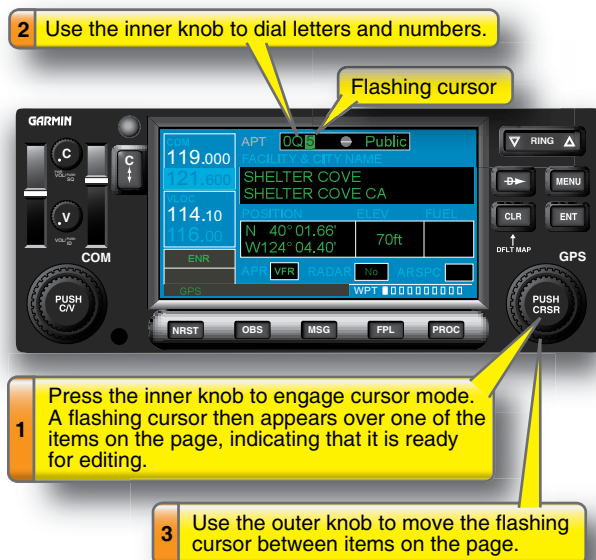 2 Use the inner knob to dial letters and numbers.
Flashing cursor
GARMIN
C
V
COM
PUSH
C/V
C
COM
119.000
121.600
VLOC
114.10
116.00
ENR
GPS
APT 0Q5 Public
FACILITY & CITY NAME
SHELTER COVE
SHELTER COVE CA
POSITION ELEV FUEL
N 40° 01.66'
W124° 04.40'
70ft
APR VFR RADAR No ARSPC
WPT
RING
MENU
CLR ENT
DFLT MAP
GPS
PUSH
CRSR
NRST OBS MSG FPL PROC
1 Press the inner knob to engage cursor mode.
A flashing cursor then appears over one of the
items on the page, indicating that it is ready
for editing.
3 Use the outer knob to move the flashing
cursor between items on the page.